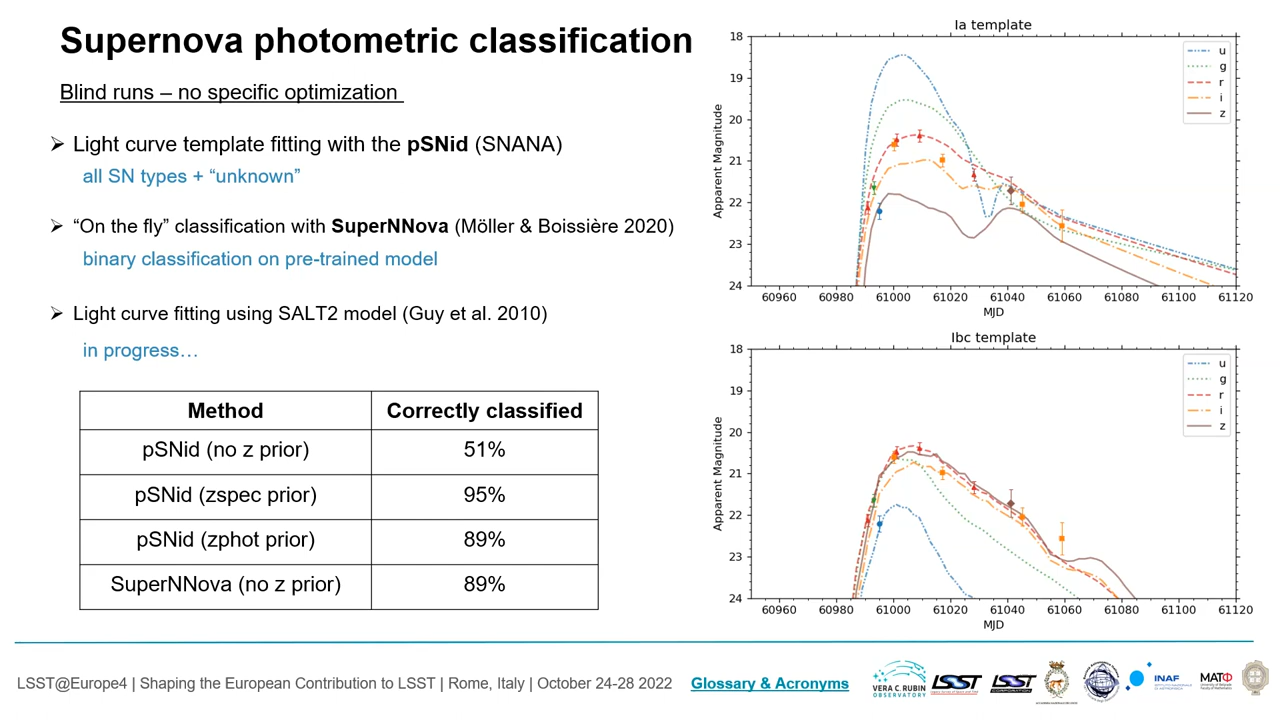 Supernova photometric classification
Blind runs – no specific optimization
➢ Light curve template fitting with the pSNid (SNANA)
all SN types + “unknown”
➢ “On the fly” classification with SuperNNova (Möller & Boissière 2020)
binary classification on pre-trained model
➢ Light curve fitting using SALT2 model (Guy et al. 2010)
in progress…
Method Correctly classified
pSNid (no z prior) 51%
pSNid (zspec prior) 95%
pSNid (zphot prior) 89%
SuperNNova (no z prior) 89%
Ia template
Apparent Magnitude
18
19
20
21
22
23
24
60960 60980 61000 61020 61040 61060 61080 61100 61120
MJD
u
g
r
i
z
Ibc template
Apparent Magnitude
18
19
20
21
22
23
24
60960 60980 61000 61020 61040 61060 61080 61100 61120
MJD
u
g
r
i
z
LSST@Europe4 | Shaping the European Contribution to LSST | Rome, Italy | October 24-28 2022 Glossary & Acronyms
VERA C. RUBIN
OBSERVATORY
LSST
LSST
CORPORATION
INAF
MATF